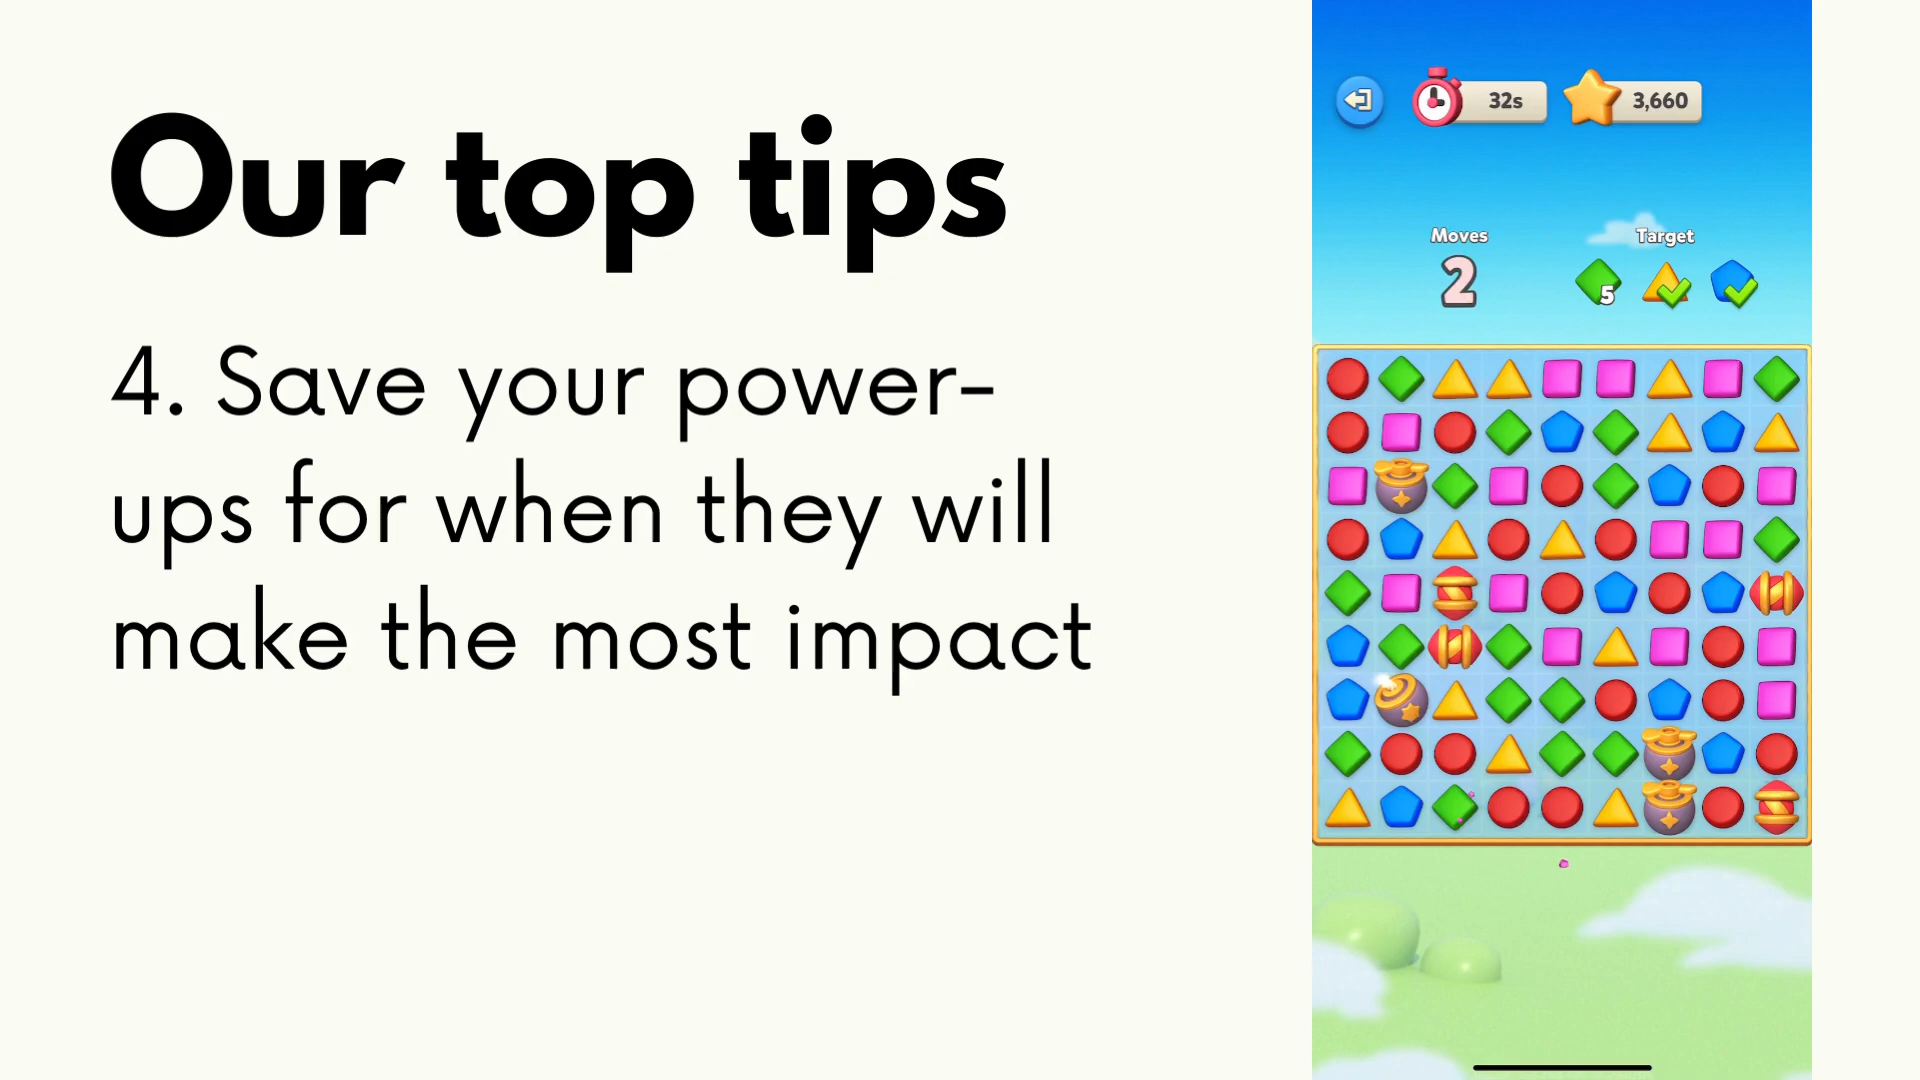 Our top tips
4. Save your power-
ups for when they will
make the most impact
32s
3,660
Moves
Target
2
5